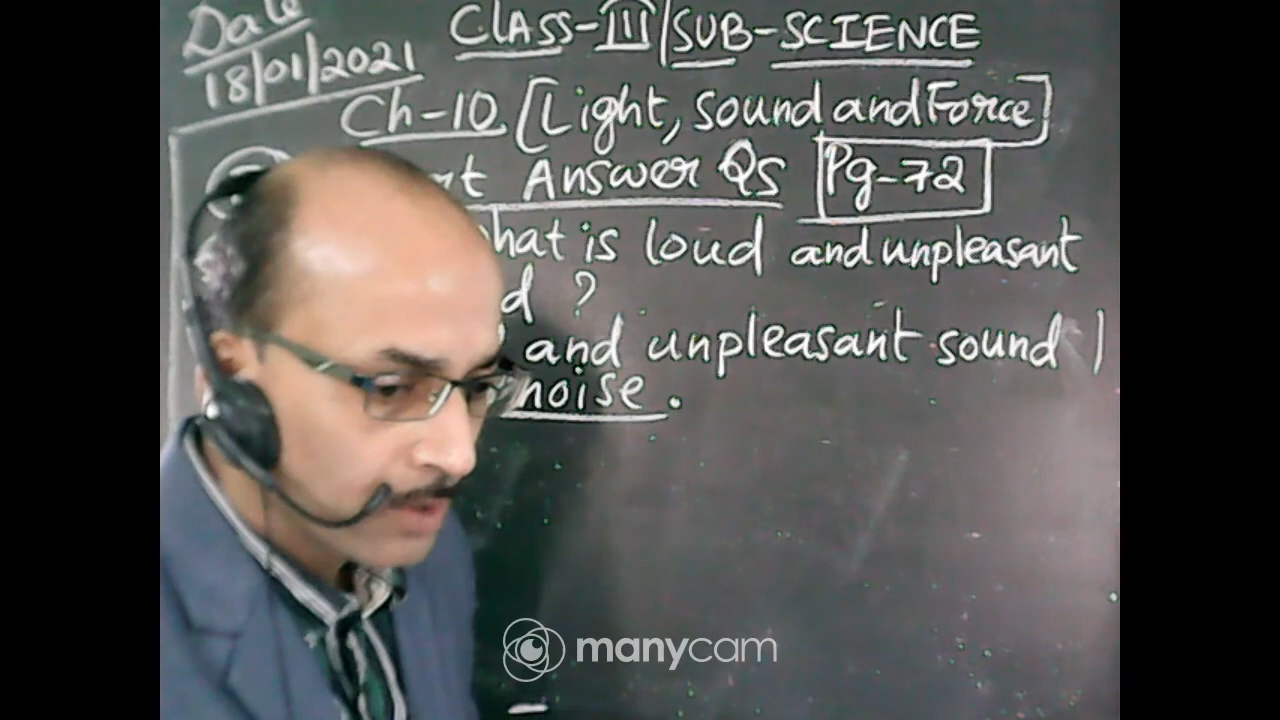 Date
18/01/2021
CLASS-III/SUB-SCIENCE
Ch-10 [Light, Sound and Force]
Answer Qs Pg-72
is loud and unpleasant
?
and unpleasant sound
noise.
manycam